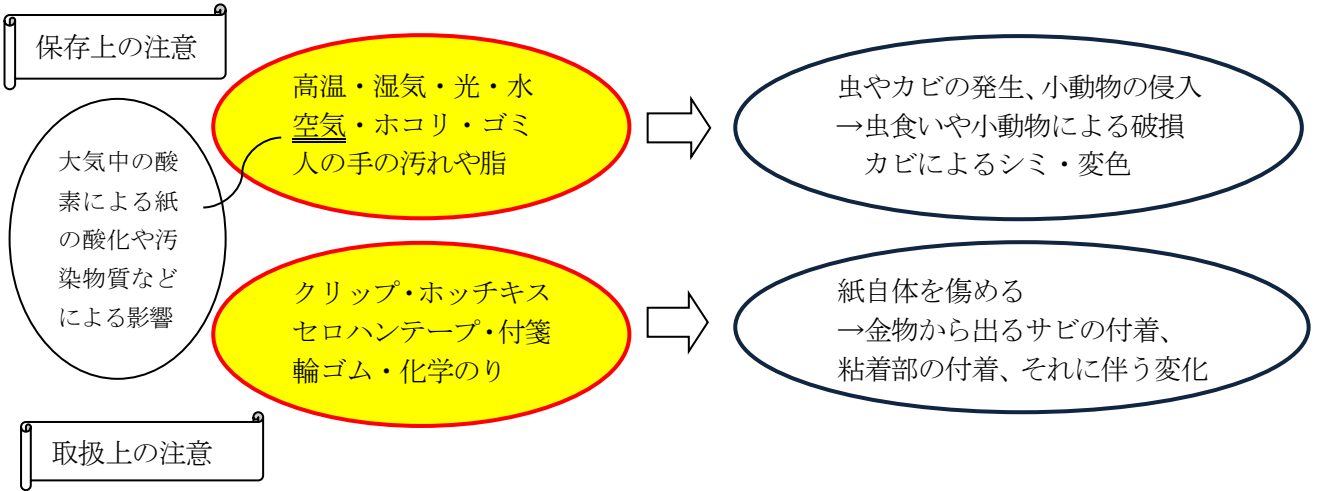 保存上の注意
高温・湿気・光・水
空気・ホコリ・ゴミ
人の手の汚れや脂
虫やカビの発生、小動物の侵入
→虫食いや小動物による破損
カビによるシミ・変色
大気中の酸
素による紙
の酸化や汚
染物質など
による影響
クリップ・ホッチキス
セロハンテープ・付箋
輪ゴム・化学のり
紙自体を傷める
→金物から出るサビの付着、
粘着部の付着、それに伴う変化
取扱上の注意